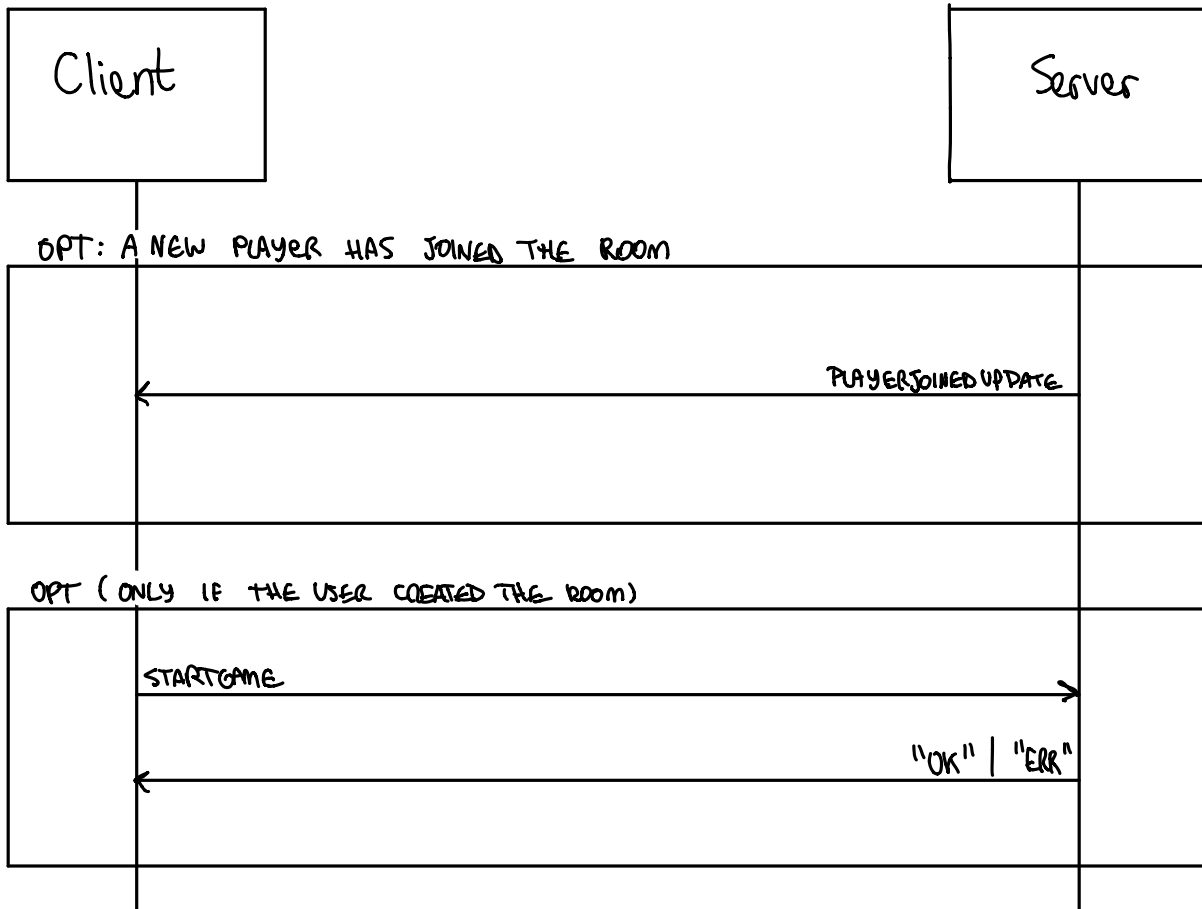 Client
Server
OPT: A NEW PLAYER HAS JOINED THE ROOM
PLAYERJOINEDUPDATE
OPT (ONLY IF THE USER CREATED THE ROOM)
STARTGAME
"OK" | "ERR"